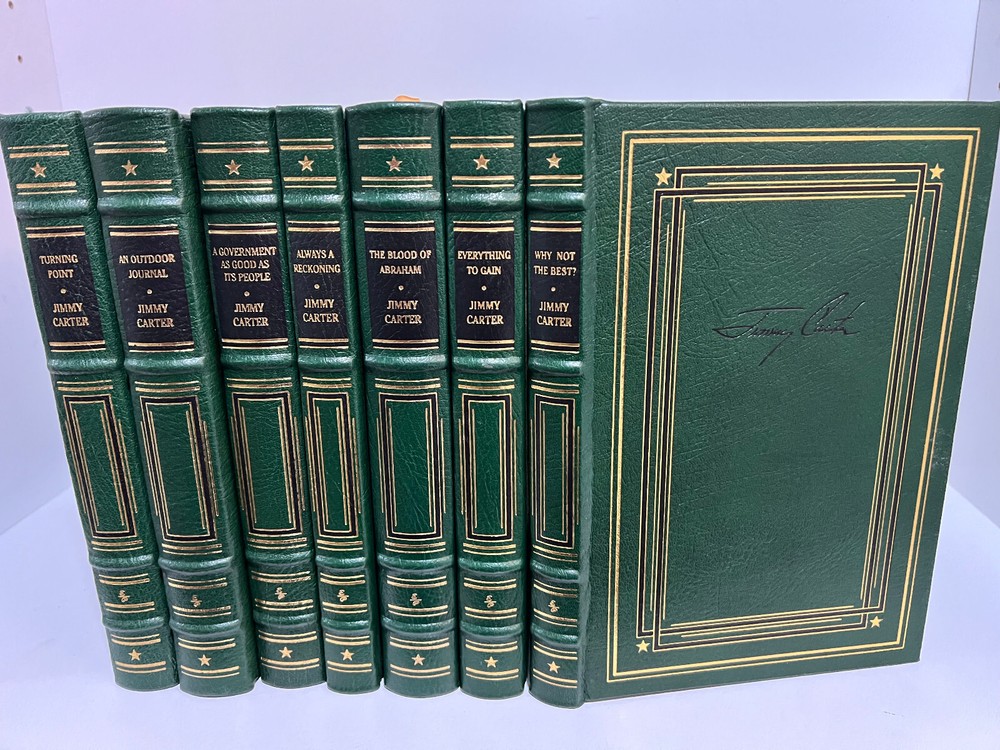 TURNING
POINT
JIMMY
CARTER
AN OUTDOOR
JOURNAL
JIMMY
CARTER
A GOVERNMENT
AS GOOD AS
ITS PEOPLE
JIMMY
CARTER
ALWAYS A
RECKONING
JIMMY
CARTER
THE BLOOD OF
ABRAHAM
JIMMY
CARTER
EVERYTHING
TO GAIN
JIMMY
CARTER
WHY NOT
THE BEST?
JIMMY
CARTER
Jimmy Carter